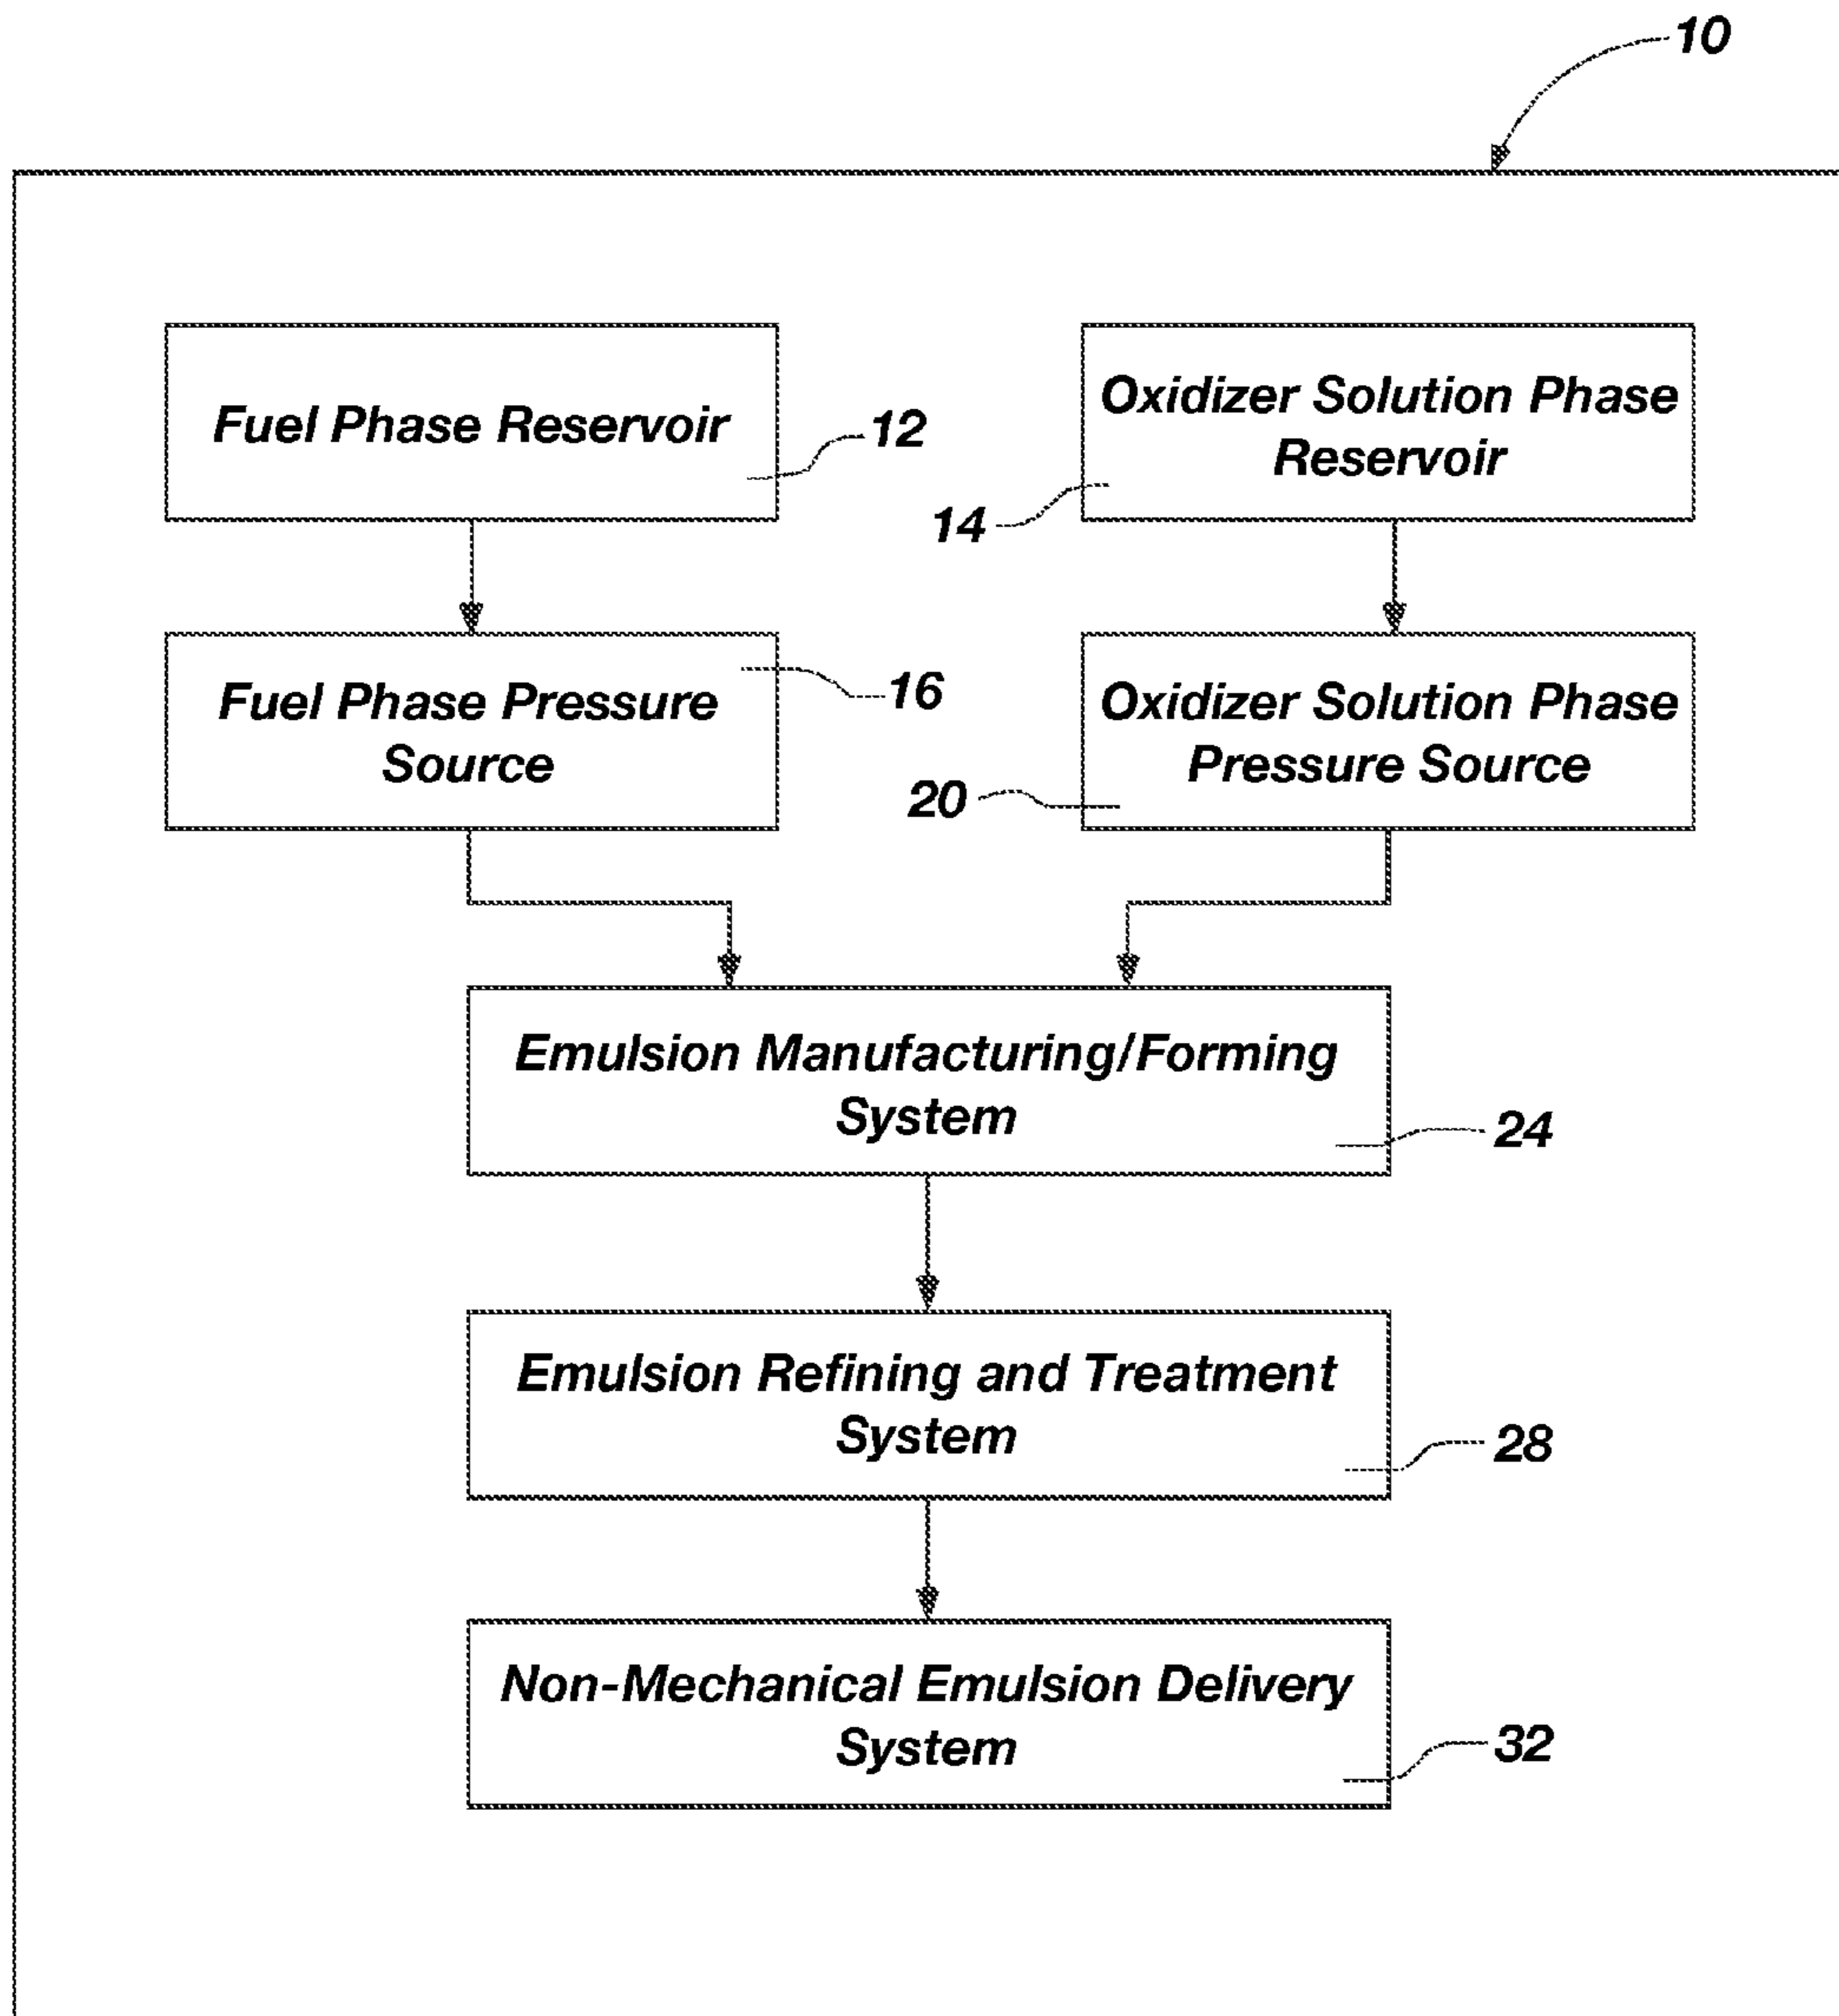 10
Fuel Phase Reservoir
12
Oxidizer Solution Phase
Reservoir
14
Fuel Phase Pressure
Source
16
Oxidizer Solution Phase
Pressure Source
20
Emulsion Manufacturing/Forming
System
24
Emulsion Refining and Treatment
System
28
Non-Mechanical Emulsion Delivery
System
32